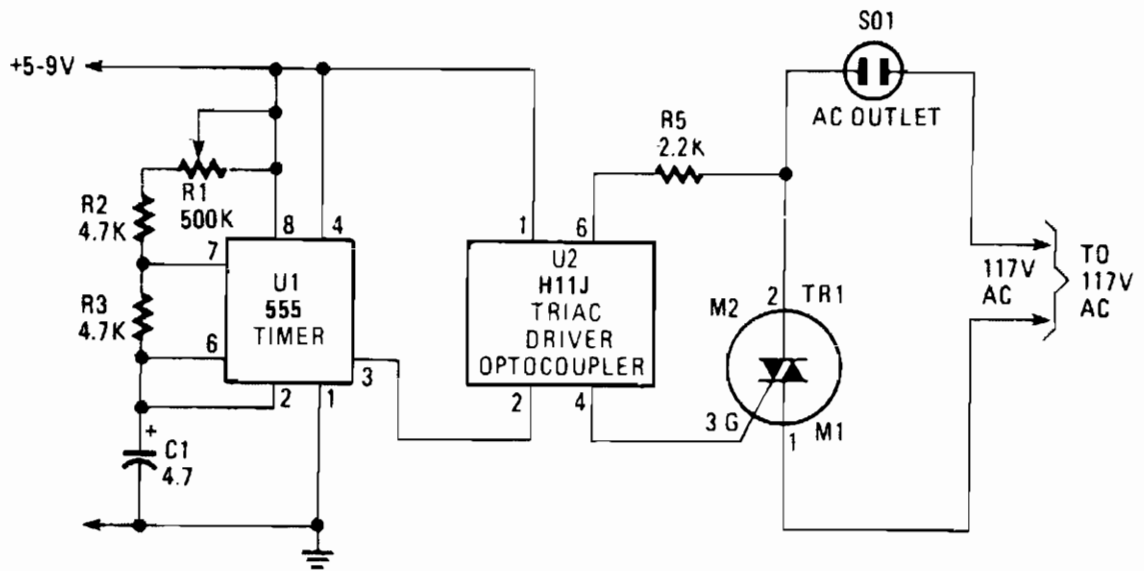 SO1
+5-9V
AC OUTLET
R5
2.2K
R1
500K
R2
4.7K
8
4
1
6
7
U1
555
TIMER
U2
H11J
TRIAC
DRIVER
OPTOCOUPLER
117V
AC
TO
117V
AC
R3
4.7K
M2
2
TR1
6
3
2
1
2
4
3 G
1
M1
+
C1
4.7